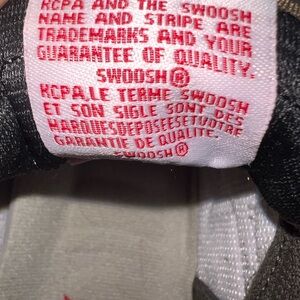 RCPA AND THE SWOOSH
NAME AND STRIPE ARE
TRADEMARKS AND YOUR
GUARANTEE OF QUALITY.
SWOOSH®
RCPA,LE TERME SWOOSH
ET SON SIGLE SONT DES
MARQUESDEPOSEESETVOTRE
GARANTIE DE QUALITE.
SWOOSH®